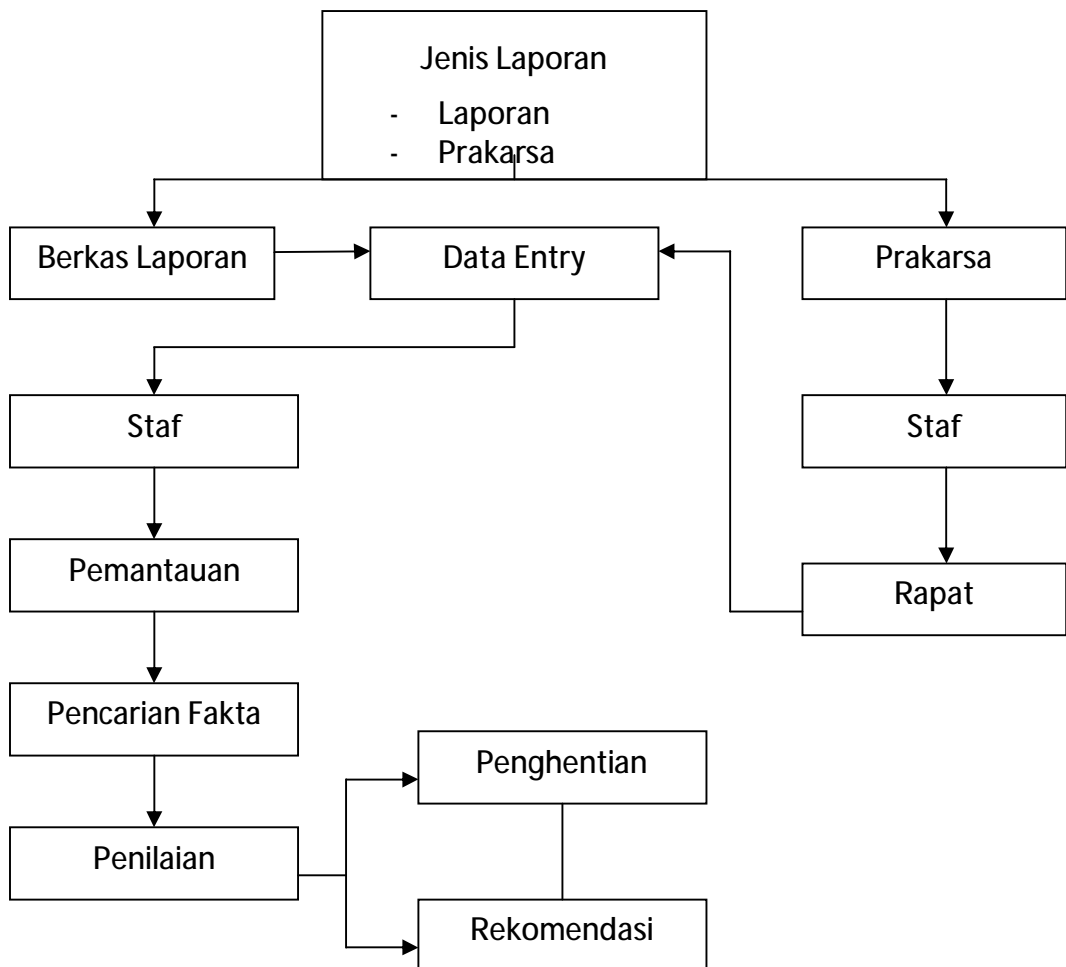 Jenis Laporan
- Laporan
- Prakarsa
Berkas Laporan
Data Entry
Prakarsa
Staf
Staf
Pemantauan
Rapat
Pencarian Fakta
Penghentian
Penilaian
Rekomendasi